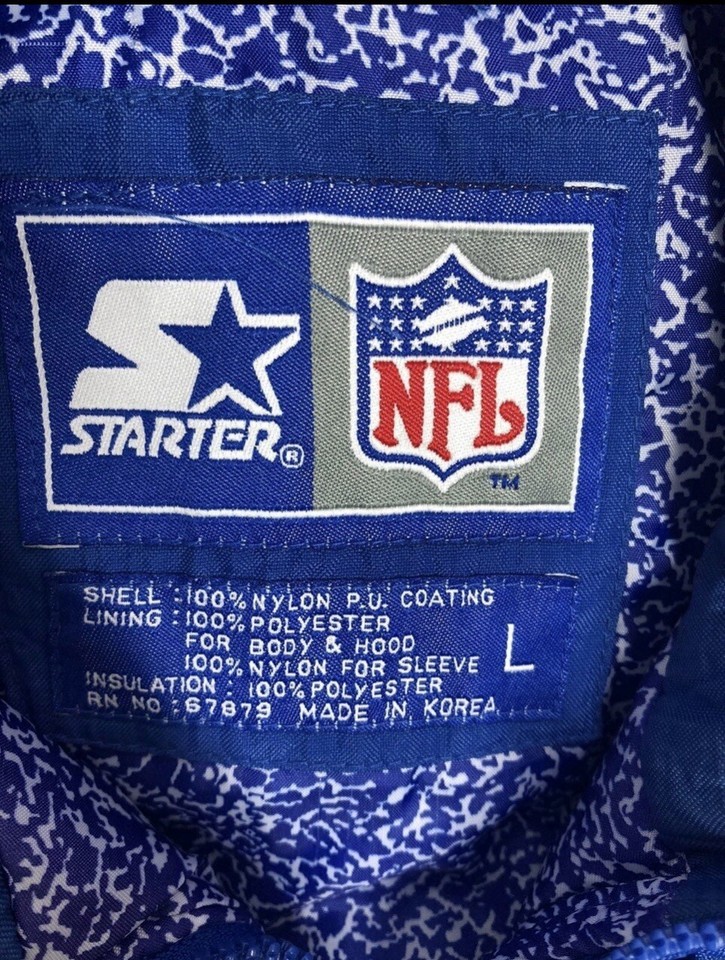 STARTER®
NFL
TM
SHELL : 100% NYLON P.U. COATING
LINING : 100% POLYESTER
FOR BODY & HOOD
100% NYLON FOR SLEEVE
L
INSULATION : 100% POLYESTER
RN NO : 67879 MADE IN KOREA